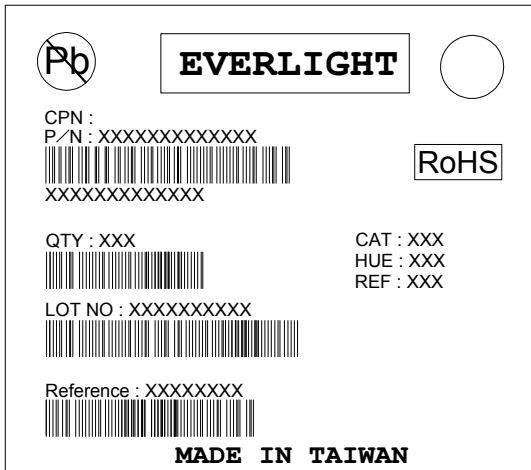 Pb
EVERLIGHT
CPN :
P/N : XXXXXXXXXXXXX
RoHS
XXXXXXXXXXXXX
QTY : XXX
CAT : XXX
HUE : XXX
REF : XXX
LOT NO : XXXXXXXXXX
Reference : XXXXXXXX
MADE IN TAIWAN